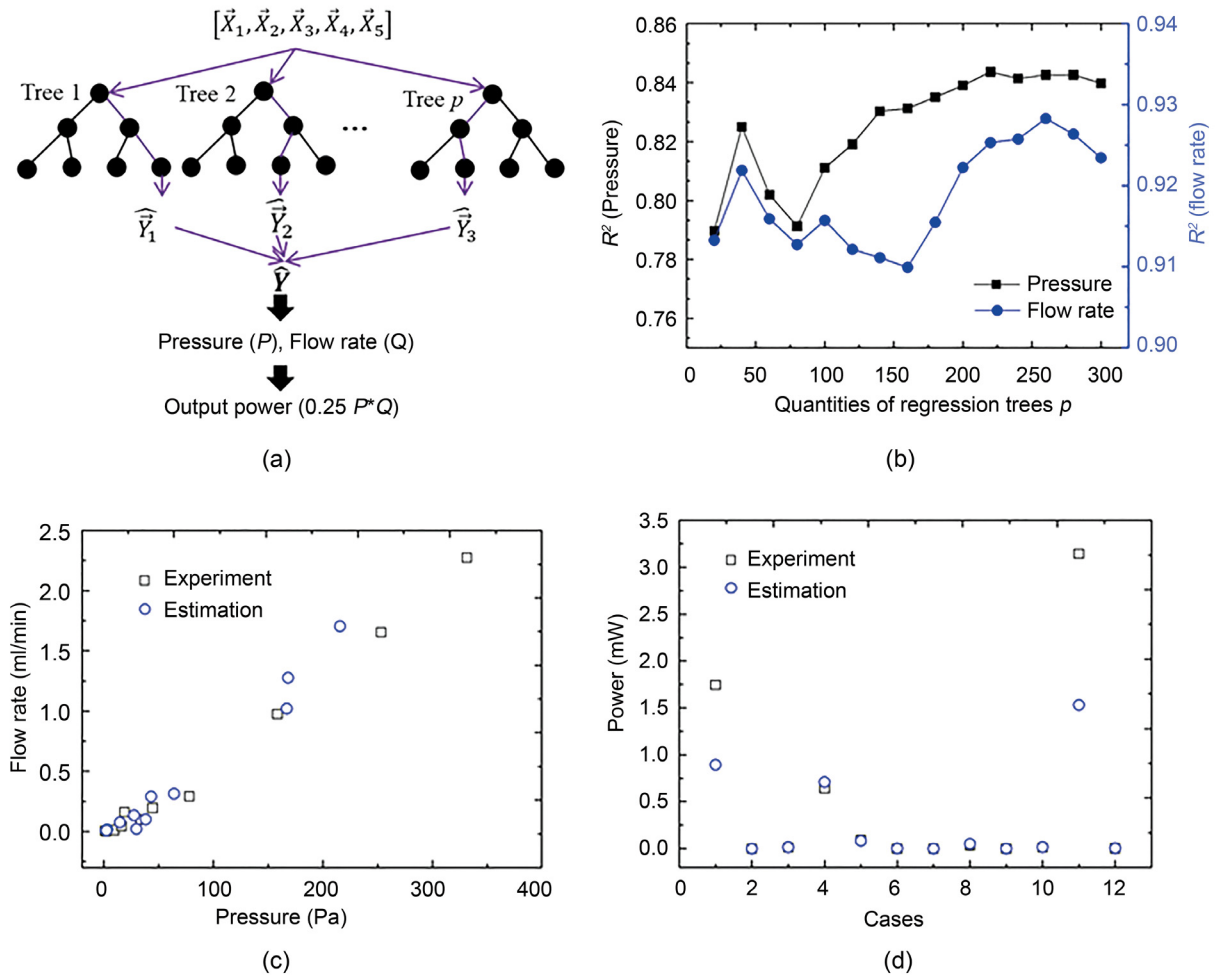 [X⃗₁, X⃗₂, X⃗₃, X⃗₄, X⃗₅]
Tree 1
Tree 2
Tree p
...
Ŷ⃗₁
Ŷ⃗₂
Ŷ⃗₃
Ŷ
Pressure (P), Flow rate (Q)
Output power (0.25 P*Q)
(a)
0.86
0.84
0.82
0.80
0.78
0.76
R² (Pressure)
0.94
0.93
0.92
0.91
0.90
R² (flow rate)
Pressure
Flow rate
0 50 100 150 200 250 300
Quantities of regression trees p
(b)
2.5
2.0
1.5
1.0
0.5
0.0
Flow rate (ml/min)
Experiment
Estimation
0 100 200 300 400
Pressure (Pa)
(c)
3.5
3.0
2.5
2.0
1.5
1.0
0.5
0.0
Power (mW)
Experiment
Estimation
0 2 4 6 8 10 12
Cases
(d)